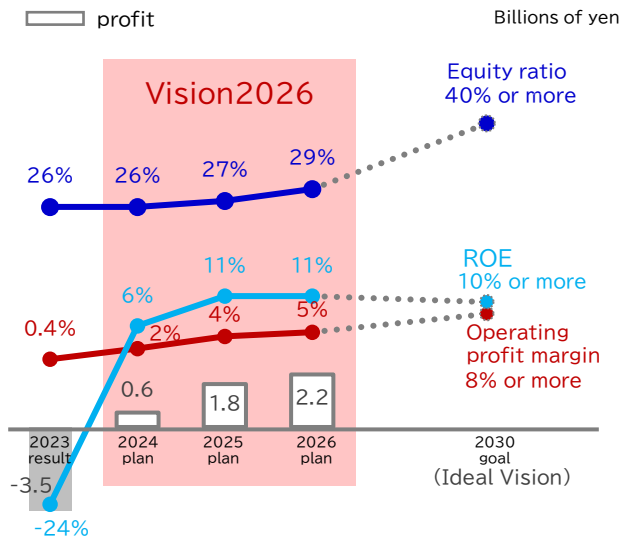 profit
Billions of yen
Vision2026
Equity ratio
40% or more
26%
26%
27%
29%
ROE
10% or more
6%
11%
11%
0.4%
2%
4%
5%
Operating
profit margin
8% or more
0.6
1.8
2.2
2023
result
2024
plan
2025
plan
2026
plan
2030
goal
(Ideal Vision)
-3.5
-24%